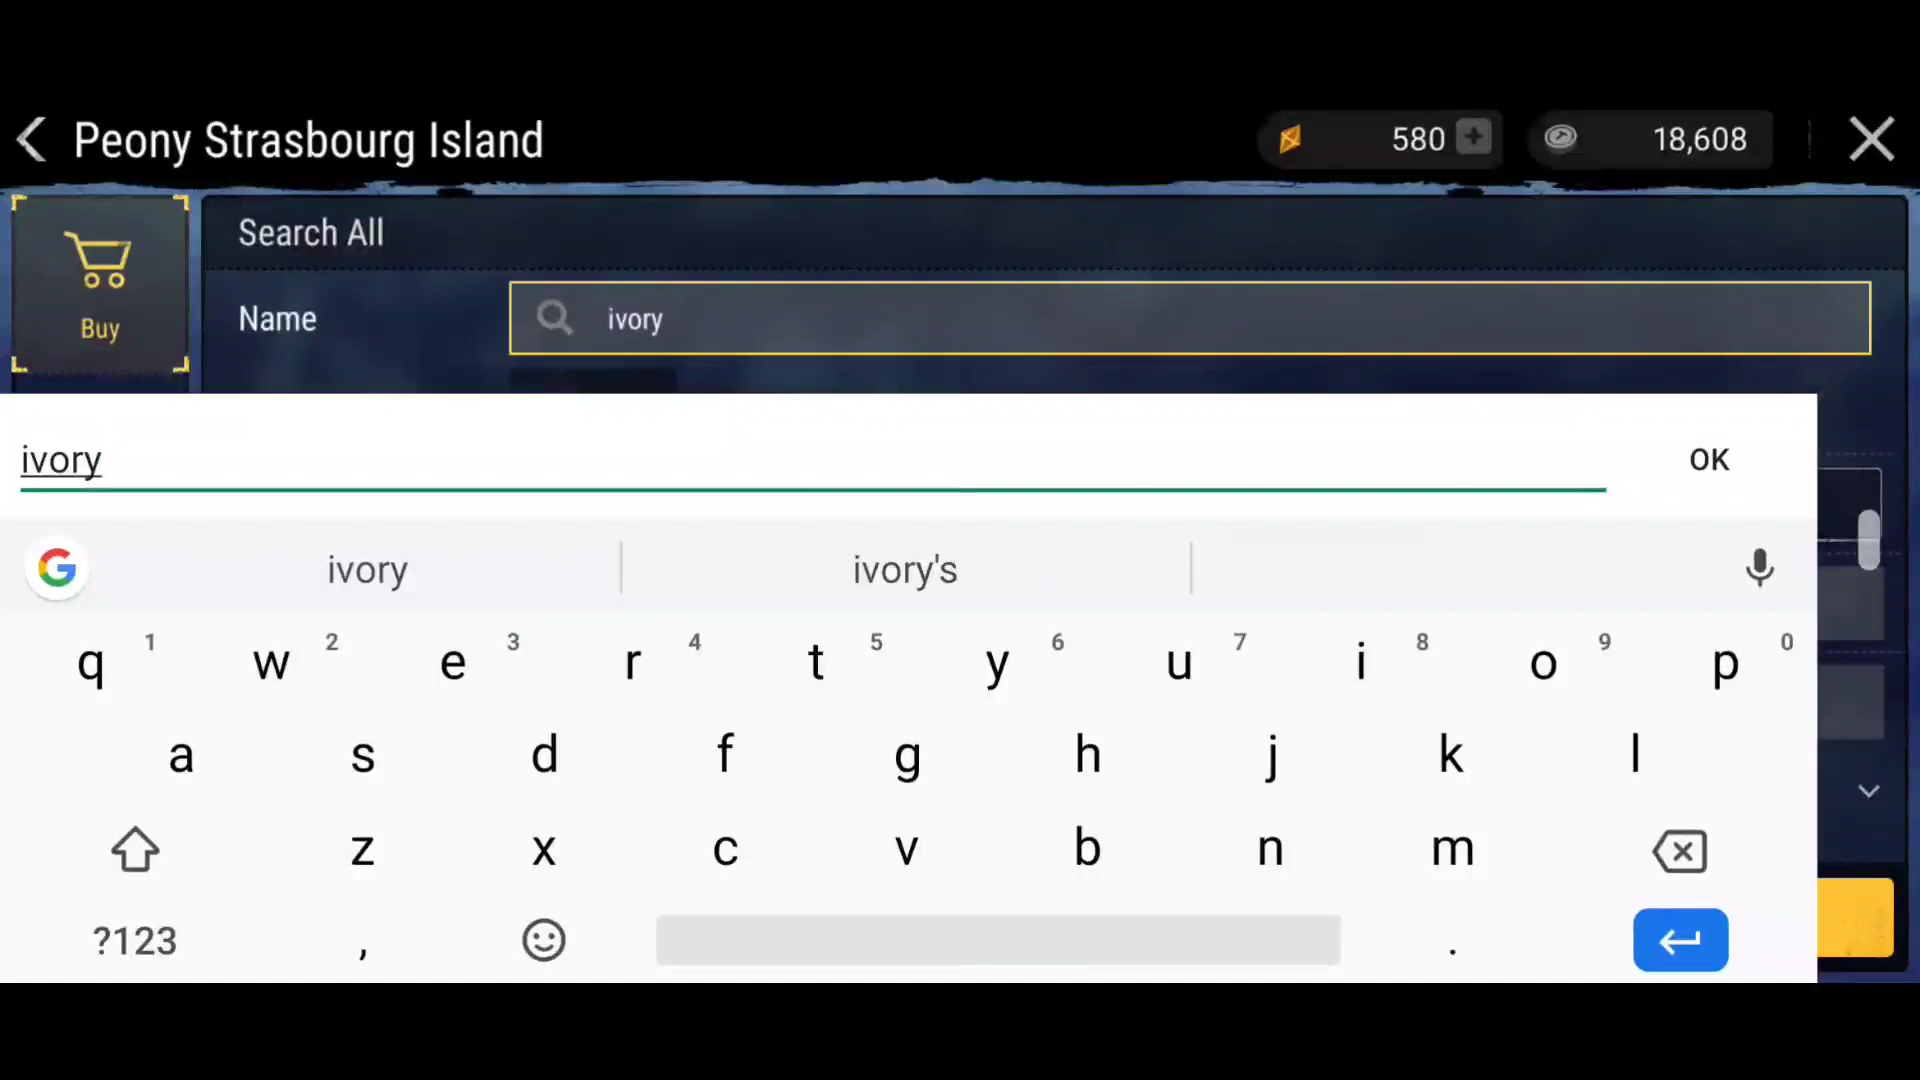 Peony Strasbourg Island
580
18,608
Search All
Buy
Name
ivory
ivory
OK
ivory
ivory's
q 1 w 2 e 3 r 4 t 5 y 6 u 7 i 8 o 9 p 0
a s d f g h j k l
z x c v b n m
?123 , .